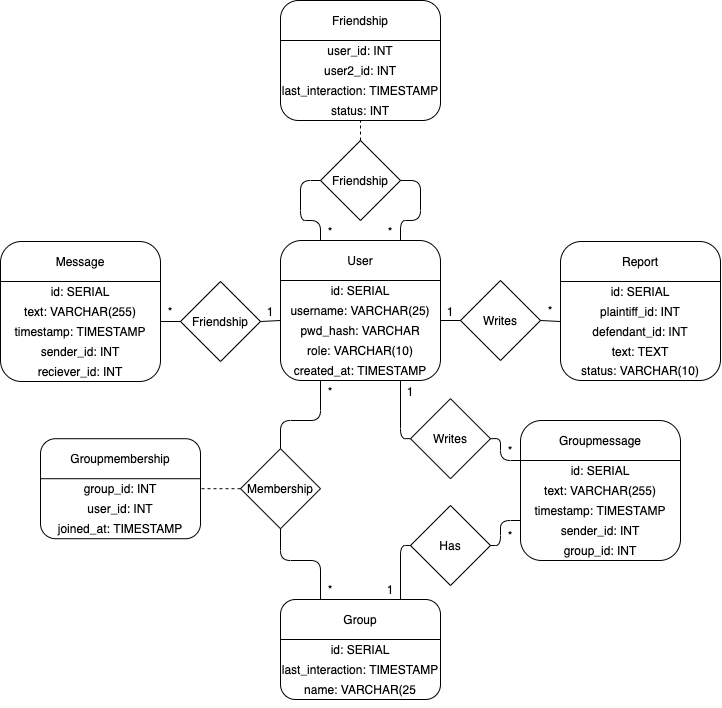 Friendship
user_id: INT
user2_id: INT
last_interaction: TIMESTAMP
status: INT
Friendship
* *
Message
id: SERIAL
text: VARCHAR(255)
timestamp: TIMESTAMP
sender_id: INT
reciever_id: INT
* Friendship 1
User
id: SERIAL
username: VARCHAR(25)
pwd_hash: VARCHAR
role: VARCHAR(10)
created_at: TIMESTAMP
1 Writes *
Report
id: SERIAL
plaintiff_id: INT
defendant_id: INT
text: TEXT
status: VARCHAR(10)
* 1
Writes *
Groupmembership
group_id: INT
user_id: INT
joined_at: TIMESTAMP
Membership
Groupmessage
id: SERIAL
text: VARCHAR(255)
timestamp: TIMESTAMP
sender_id: INT
group_id: INT
Has *
* 1
Group
id: SERIAL
last_interaction: TIMESTAMP
name: VARCHAR(25